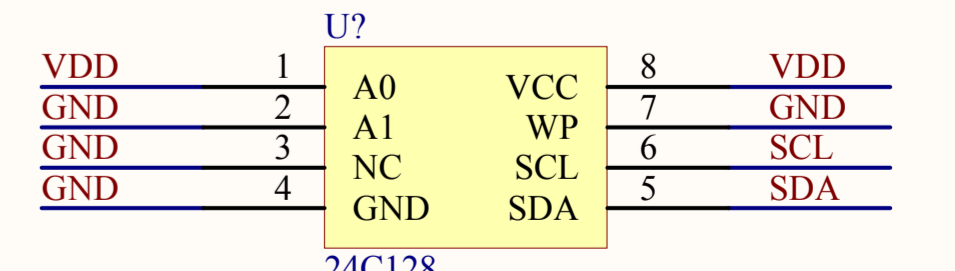 U?
VDD 1 A0 VCC 8 VDD
GND 2 A1 WP 7 GND
GND 3 NC SCL 6 SCL
GND 4 GND SDA 5 SDA
24C128